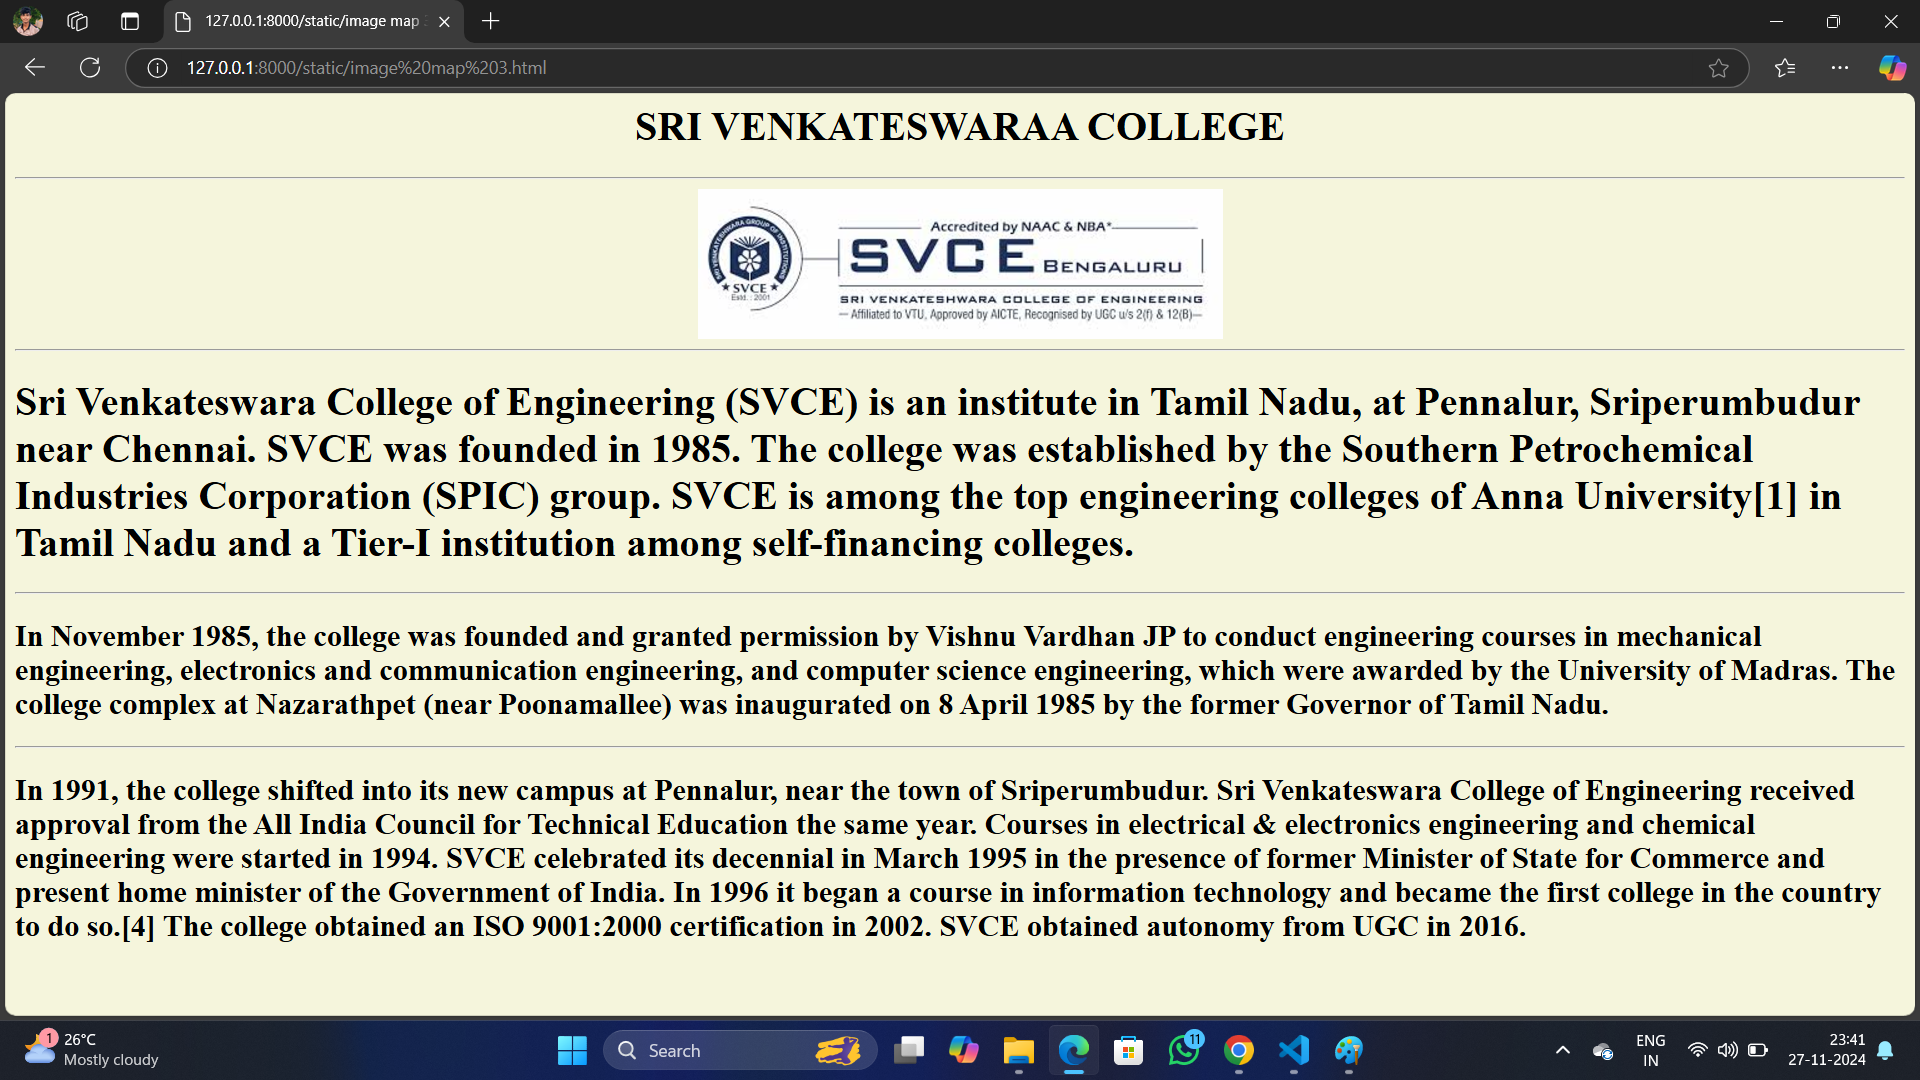 127.0.0.1:8000/static/image map
127.0.0.1:8000/static/image%20map%203.html
SRI VENKATESWARAA COLLEGE
SRI VENKATESHWARA GROUP OF INSTITUTIONS
SVCE
Estd. : 2001
Accredited by NAAC & NBA*
SVCE BENGALURU
SRI VENKATESHWARA COLLEGE OF ENGINEERING
Affiliated to VTU, Approved by AICTE, Recognised by UGC u/s 2(f) & 12(B)
Sri Venkateswara College of Engineering (SVCE) is an institute in Tamil Nadu, at Pennalur, Sriperumbudur
near Chennai. SVCE was founded in 1985. The college was established by the Southern Petrochemical
Industries Corporation (SPIC) group. SVCE is among the top engineering colleges of Anna University[1] in
Tamil Nadu and a Tier-I institution among self-financing colleges.
In November 1985, the college was founded and granted permission by Vishnu Vardhan JP to conduct engineering courses in mechanical
engineering, electronics and communication engineering, and computer science engineering, which were awarded by the University of Madras. The
college complex at Nazarathpet (near Poonamallee) was inaugurated on 8 April 1985 by the former Governor of Tamil Nadu.
In 1991, the college shifted into its new campus at Pennalur, near the town of Sriperumbudur. Sri Venkateswara College of Engineering received
approval from the All India Council for Technical Education the same year. Courses in electrical & electronics engineering and chemical
engineering were started in 1994. SVCE celebrated its decennial in March 1995 in the presence of former Minister of State for Commerce and
present home minister of the Government of India. In 1996 it began a course in information technology and became the first college in the country
to do so.[4] The college obtained an ISO 9001:2000 certification in 2002. SVCE obtained autonomy from UGC in 2016.
1
26°C
Mostly cloudy
Search
11
ENG
IN
23:41
27-11-2024